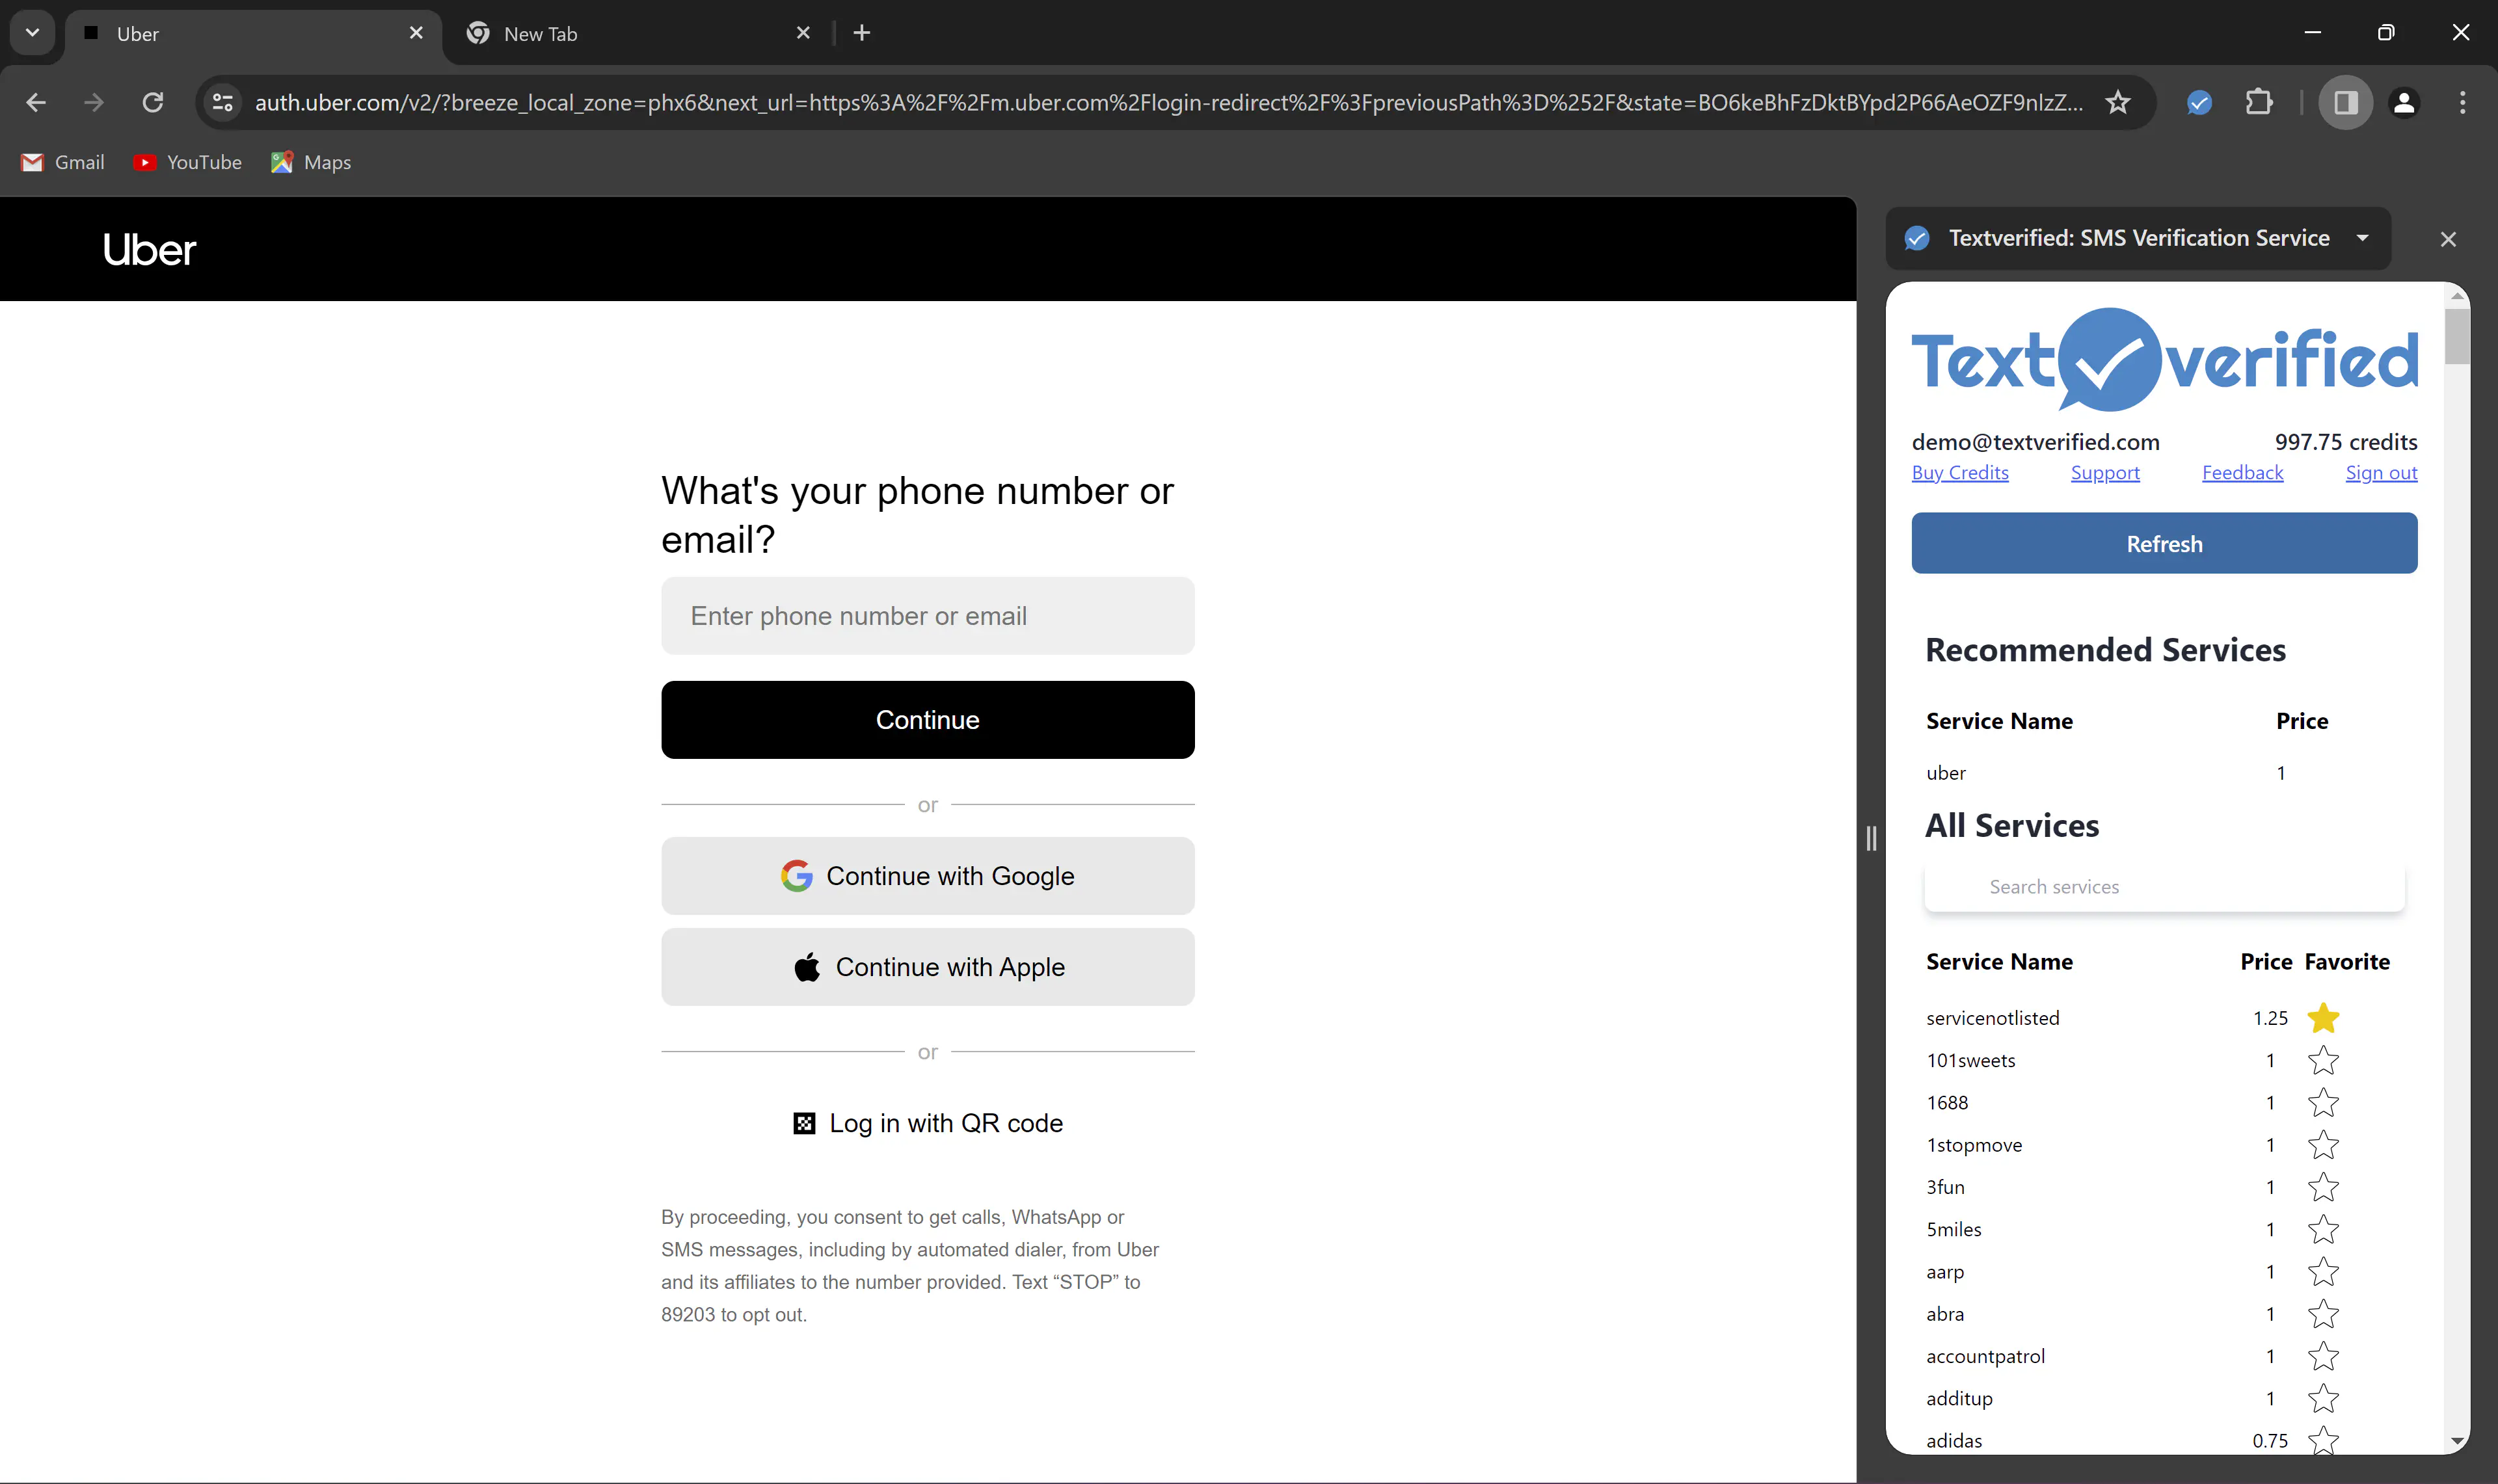 Uber
New Tab
auth.uber.com/v2/?breeze_local_zone=phx6&next_url=https%3A%2F%2Fm.uber.com%2Flogin-redirect%2F%3FpreviousPath%3D%252F&state=BO6keBhFzDktBYpd2P66AeOZF9nlzZ...
Gmail
YouTube
Maps
Uber
What's your phone number or
email?
Enter phone number or email
Continue
or
Continue with Google
Continue with Apple
or
Log in with QR code
By proceeding, you consent to get calls, WhatsApp or
SMS messages, including by automated dialer, from Uber
and its affiliates to the number provided. Text “STOP” to
89203 to opt out.
Textverified: SMS Verification Service
Text verified
demo@textverified.com 997.75 credits
Buy Credits Support Feedback Sign out
Refresh
Recommended Services
Service Name Price
uber 1
All Services
Search services
Service Name Price Favorite
servicenotlisted 1.25
101sweets 1
1688 1
1stopmove 1
3fun 1
5miles 1
aarp 1
abra 1
accountpatrol 1
additup 1
adidas 0.75